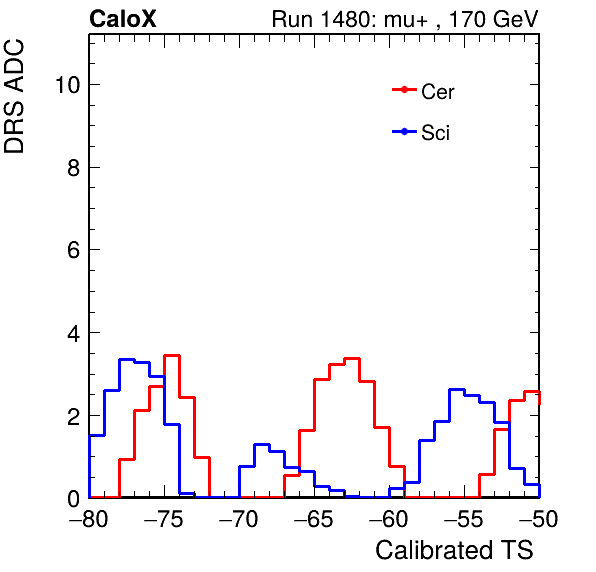 CaloX Run 1480: mu+ , 170 GeV
DRS ADC
Cer
Sci
10
8
6
4
2
0
−80 −75 −70 −65 −60 −55 −50
Calibrated TS